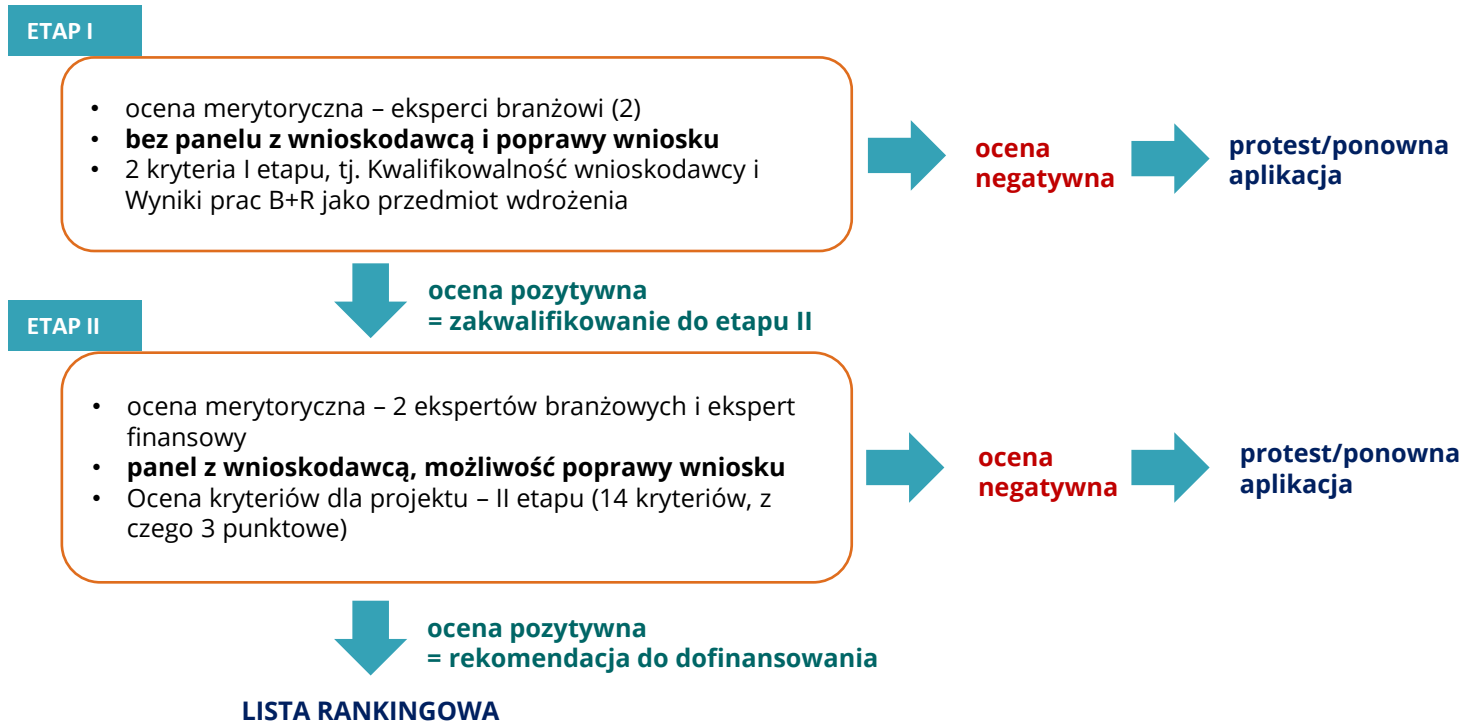 ETAP I
• ocena merytoryczna – eksperci branżowi (2)
• bez panelu z wnioskodawcą i poprawy wniosku
• 2 kryteria I etapu, tj. Kwalifikowalność wnioskodawcy i
Wyniki prac B+R jako przedmiot wdrożenia
ocena
negatywna
protest/ponowna
aplikacja
ocena pozytywna
= zakwalifikowanie do etapu II
ETAP II
• ocena merytoryczna – 2 ekspertów branżowych i ekspert
finansowy
• panel z wnioskodawcą, możliwość poprawy wniosku
• Ocena kryteriów dla projektu – II etapu (14 kryteriów, z
czego 3 punktowe)
ocena
negatywna
protest/ponowna
aplikacja
ocena pozytywna
= rekomendacja do dofinansowania
LISTA RANKINGOWA